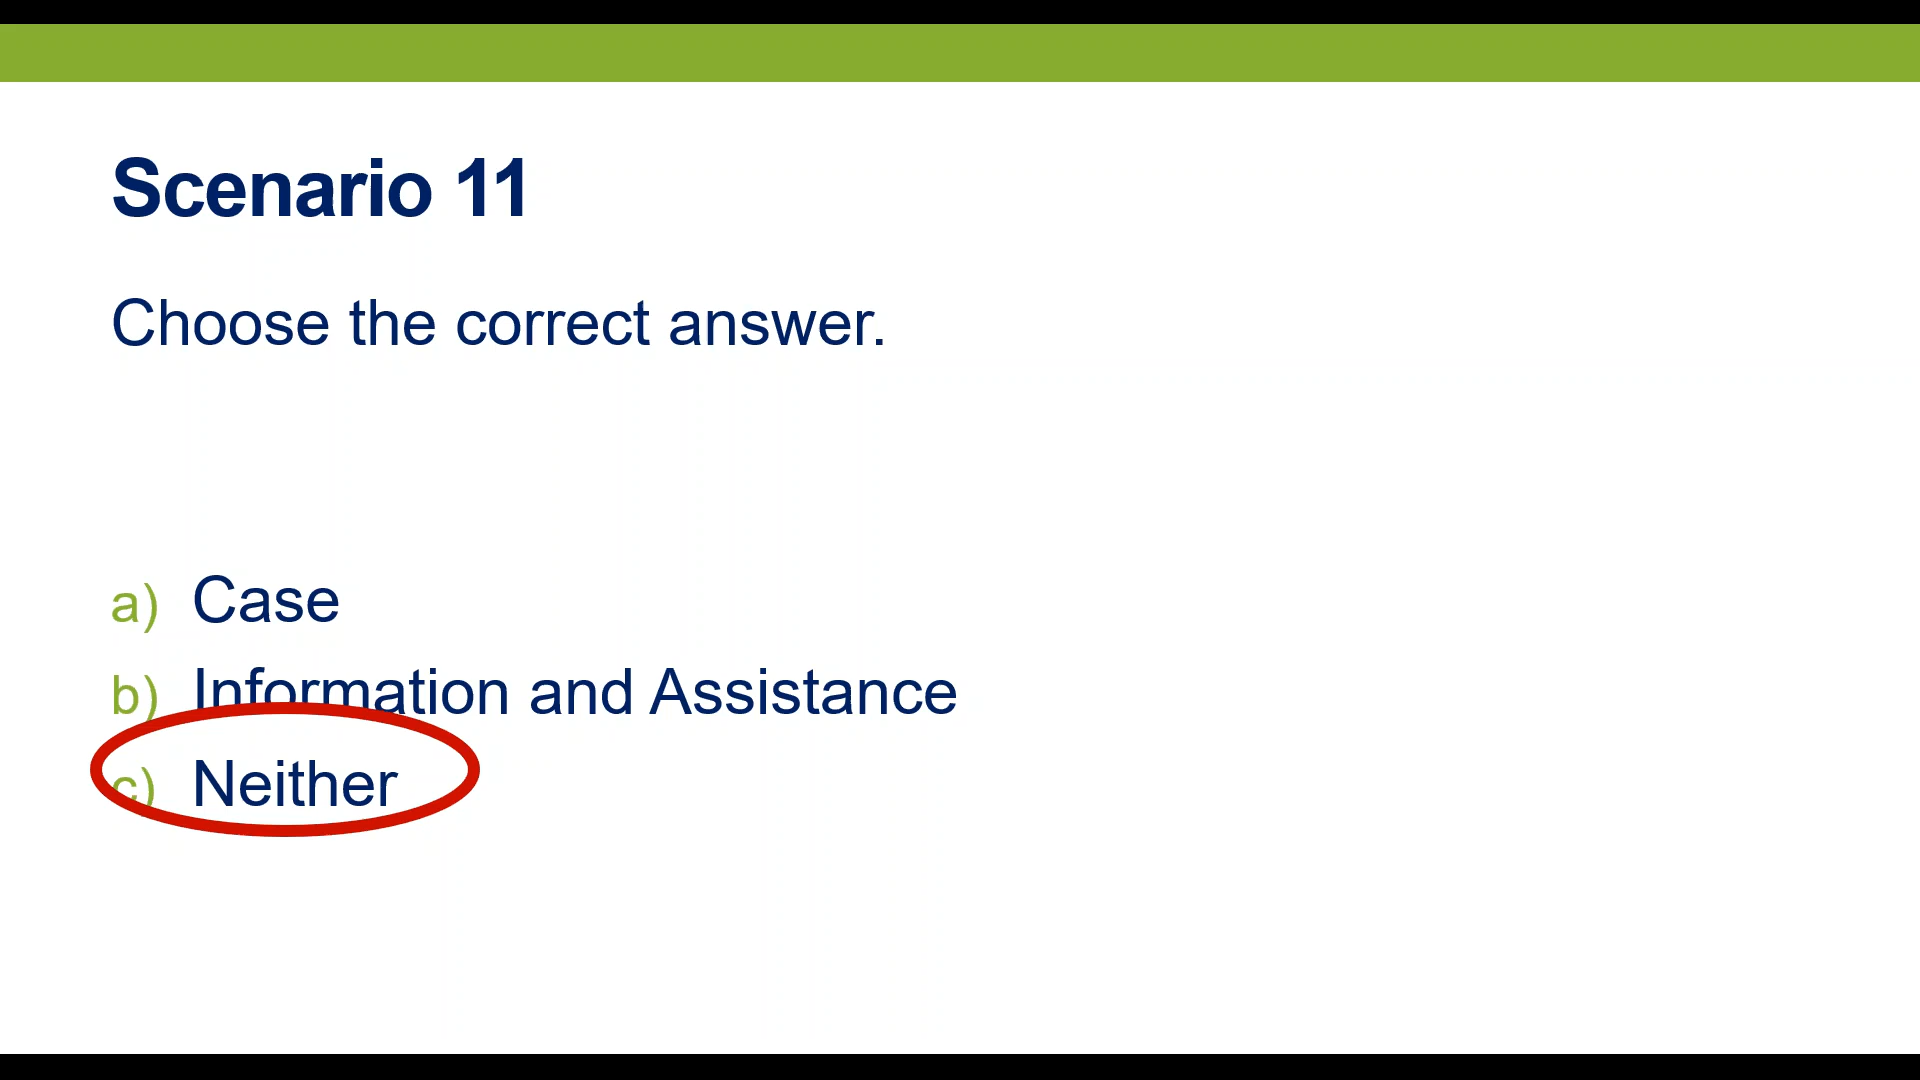 Scenario 11
Choose the correct answer.
a) Case
b) Information and Assistance
c) Neither